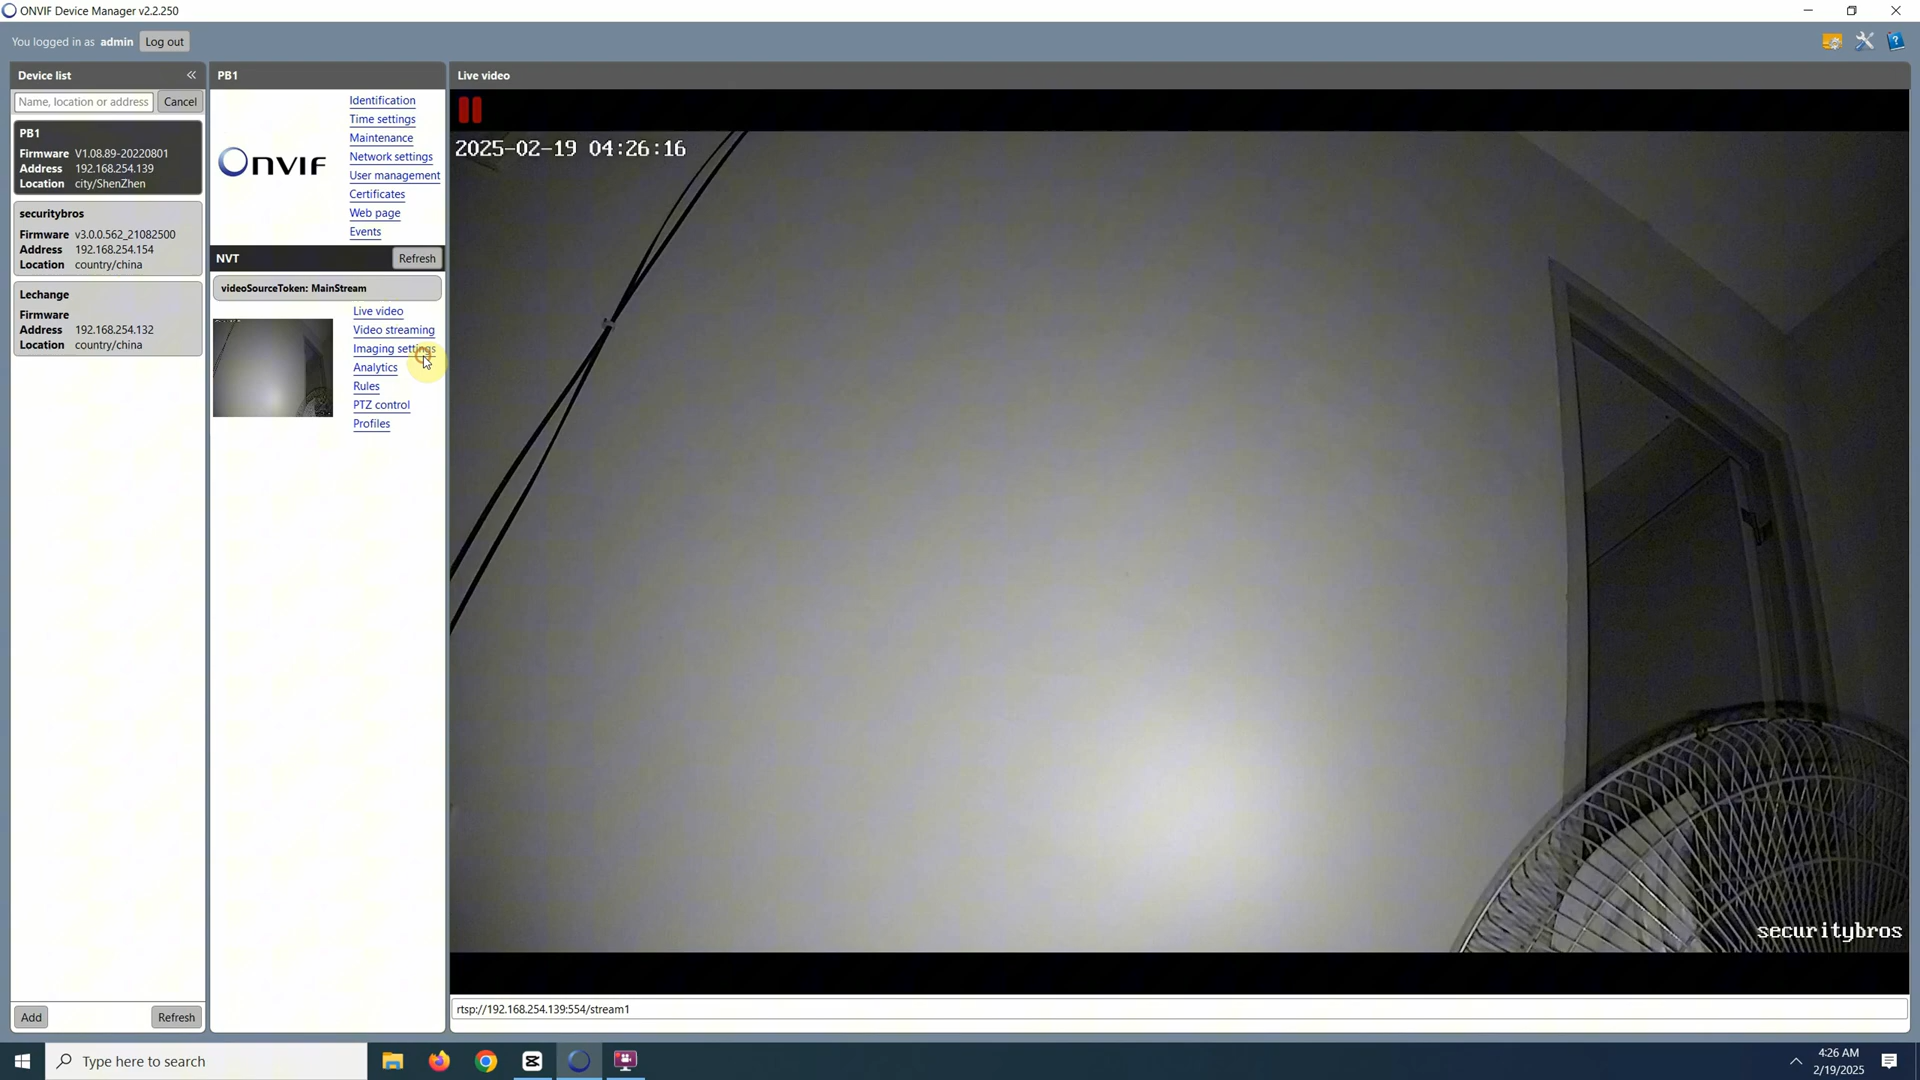 ONVIF Device Manager v2.2.250
You logged in as admin Log out
Device list
Name, location or address Cancel
PB1
Firmware V1.08.89-20220801
Address 192.168.254.139
Location city/ShenZhen
securitybros
Firmware v3.0.0.562_21082500
Address 192.168.254.154
Location country/china
Lechange
Firmware
Address 192.168.254.132
Location country/china
Add Refresh
PB1
ONVIF
Identification
Time settings
Maintenance
Network settings
User management
Certificates
Web page
Events
NVT Refresh
videoSourceToken: MainStream
Live video
Video streaming
Imaging settings
Analytics
Rules
PTZ control
Profiles
Live video
2025-02-19 04:26:16
securitybros
rtsp://192.168.254.139:554/stream1
Type here to search
4:26 AM
2/19/2025